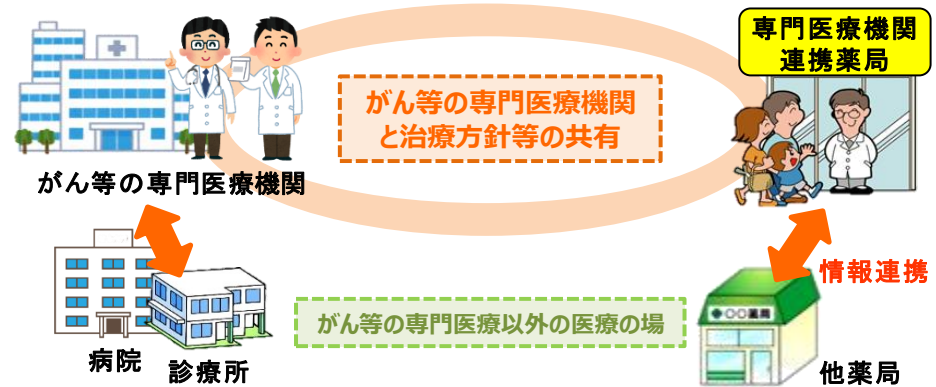 専門医療機関
連携薬局
がん等の専門医療機関
と治療方針等の共有
がん等の専門医療機関
情報連携
がん等の専門医療以外の医療の場
○○薬局
病院
診療所
他薬局